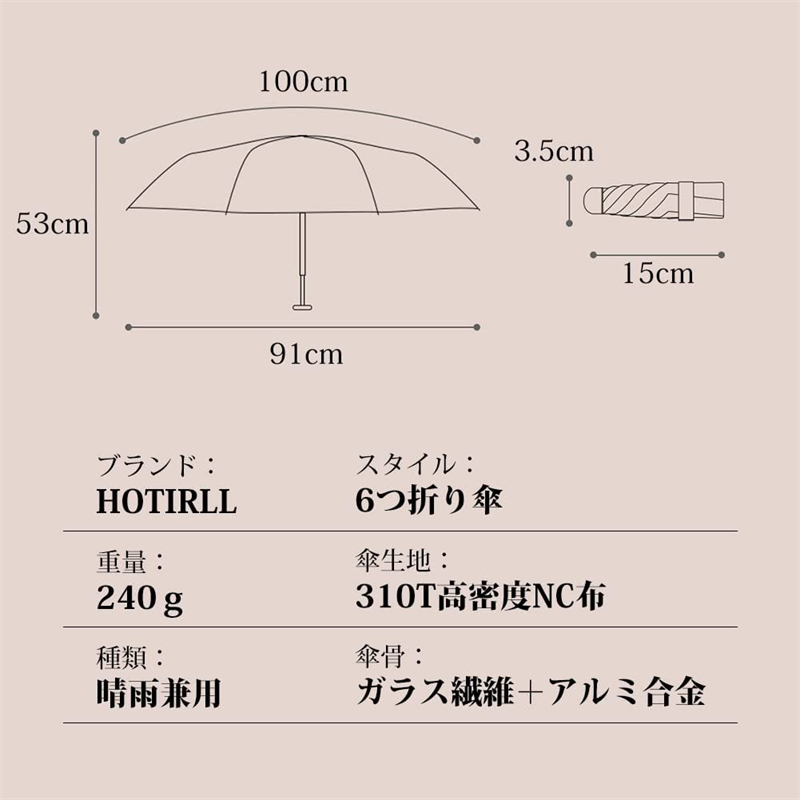 100cm
3.5cm
53cm
15cm
91cm
ブランド：
HOTIRLL
スタイル：
6つ折り傘
重量：
240g
傘生地：
310T高密度NC布
種類：
晴雨兼用
傘骨：
ガラス繊維＋アルミ合金